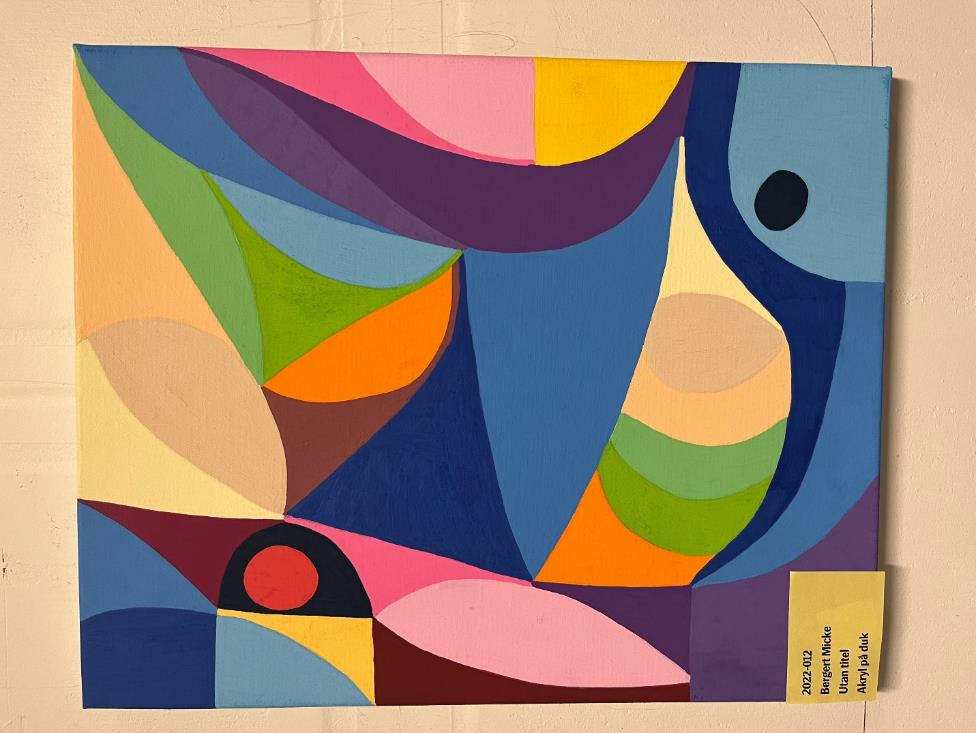 2022-012
Bergert Micke
Utan titel
Akryl på duk